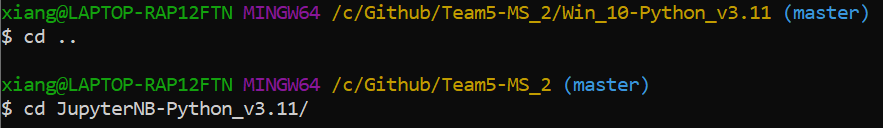 xiang@LAPTOP-RAP12FTN MINGW64 /c/Github/Team5-MS_2/Win_10-Python_v3.11 (master)
$ cd ..
xiang@LAPTOP-RAP12FTN MINGW64 /c/Github/Team5-MS_2 (master)
$ cd JupyterNB-Python_v3.11/